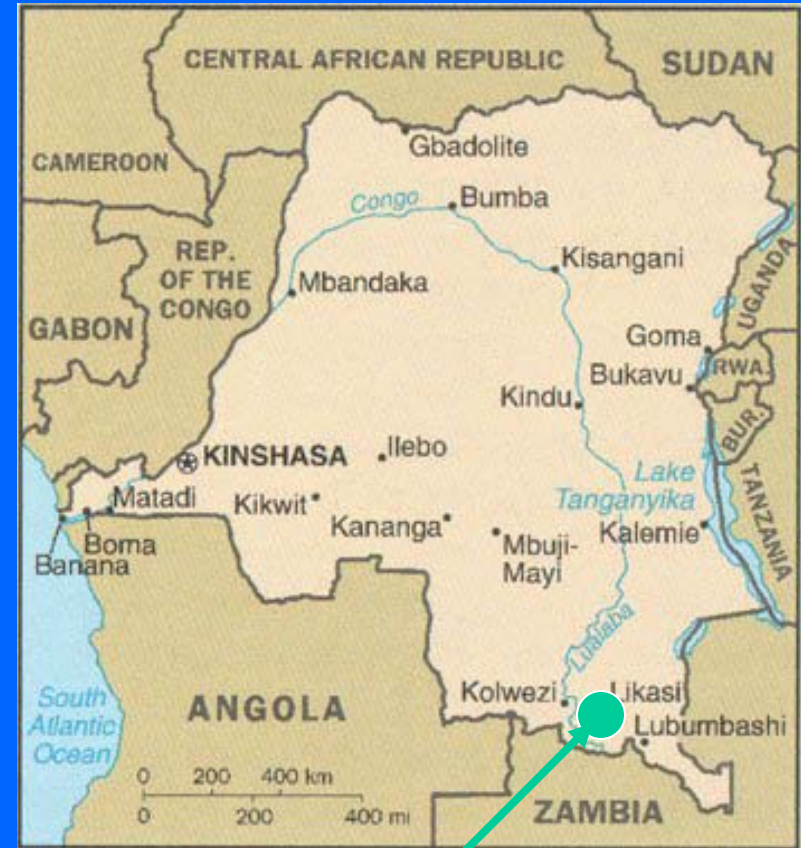 CENTRAL AFRICAN REPUBLIC
SUDAN
Gbadolite
CAMEROON
Congo
Bumba
REP.
OF THE
CONGO
Kisangani
Mbandaka
UGANDA
GABON
Goma
RWA.
Bukavu
Kindu
BUR.
KINSHASA
Ilebo
Lake
Tanganyika
TANZANIA
Matadi
Kikwit
Kananga
Kalemie
Boma
Mbuji-
Mayi
Banana
Lualaba
South
Atlantic
Ocean
ANGOLA
Kolwezi
Likasi
Lubumbashi
0 200 400 km
0 200 400 mi
ZAMBIA